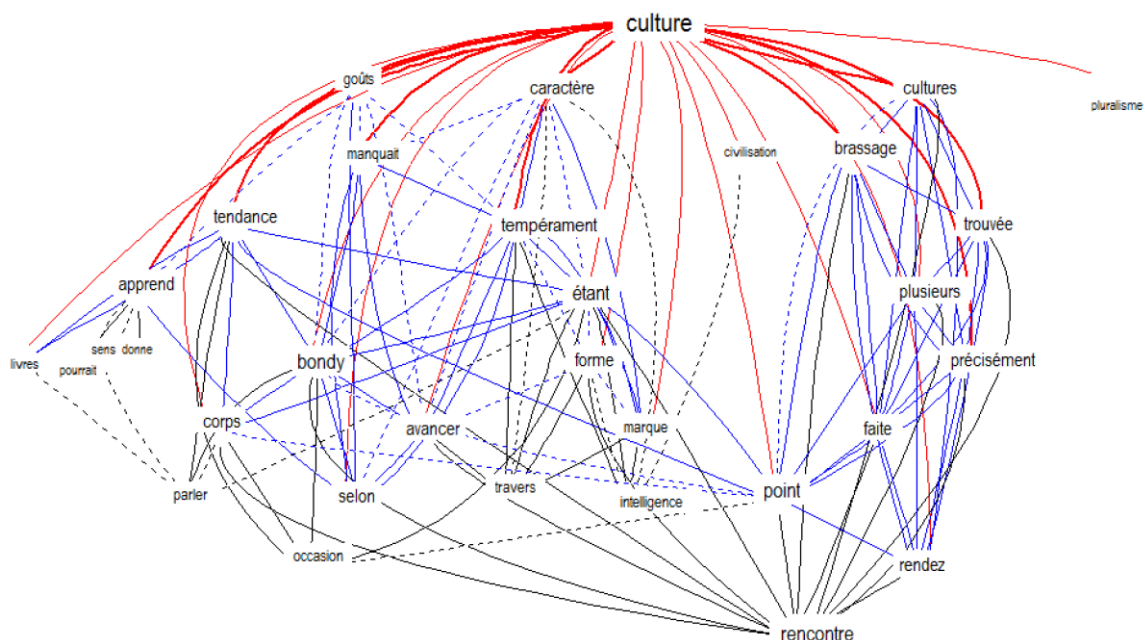 culture
goûts
caractère
cultures
pluralisme
manquait
civilisation
brassage
tendance
tempérament
trouvée
apprend
étant
plusieurs
sens
donne
livres
pourrait
bondy
forme
précisément
corps
avancer
marque
faite
parler
selon
travers
intelligence
point
occasion
rendez
rencontre